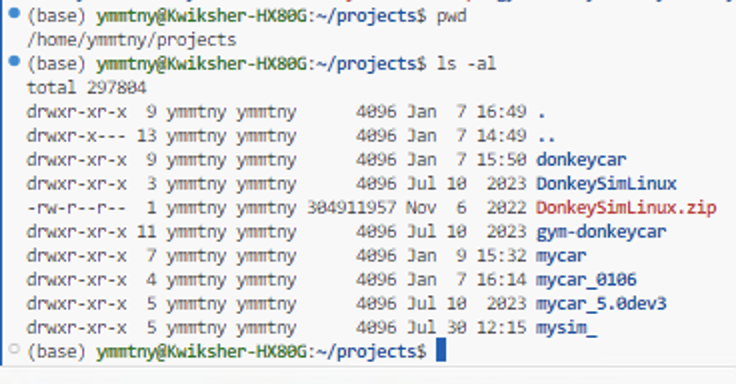 (base) ymmtny@Kwiksher-HX80G:~/projects$ pwd
/home/ymmtny/projects
(base) ymmtny@Kwiksher-HX80G:~/projects$ ls -al
total 297804
drwxr-xr-x  9 ymmtny ymmtny      4096 Jan  7 16:49 .
drwxr-x--- 13 ymmtny ymmtny      4096 Jan  7 14:49 ..
drwxr-xr-x  9 ymmtny ymmtny      4096 Jan  7 15:50 donkeycar
drwxr-xr-x  3 ymmtny ymmtny      4096 Jul 10  2023 DonkeySimLinux
-rw-r--r--  1 ymmtny ymmtny 304911957 Nov  6  2022 DonkeySimLinux.zip
drwxr-xr-x 11 ymmtny ymmtny      4096 Jul 10  2023 gym-donkeycar
drwxr-xr-x  7 ymmtny ymmtny      4096 Jan  9 15:32 mycar
drwxr-xr-x  4 ymmtny ymmtny      4096 Jan  7 16:14 mycar_0106
drwxr-xr-x  5 ymmtny ymmtny      4096 Jul 10  2023 mycar_5.0dev3
drwxr-xr-x  5 ymmtny ymmtny      4096 Jul 30 12:15 mysim_
(base) ymmtny@Kwiksher-HX80G:~/projects$